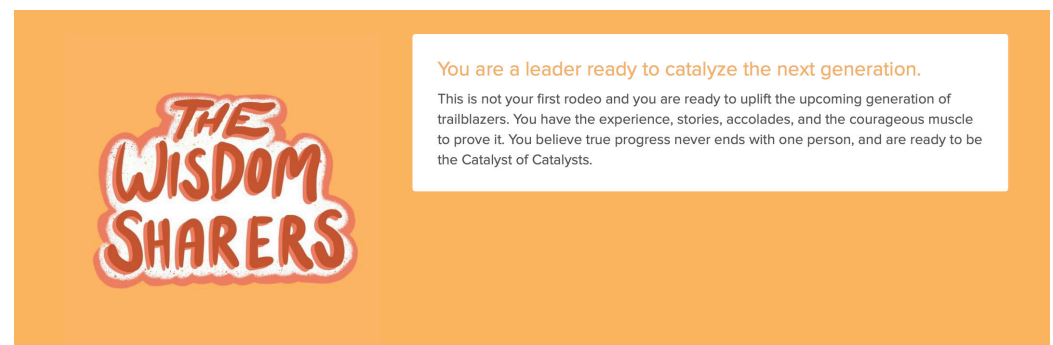 THE
WISDOM
SHARERS
You are a leader ready to catalyze the next generation.
This is not your first rodeo and you are ready to uplift the upcoming generation of
trailblazers. You have the experience, stories, accolades, and the courageous muscle
to prove it. You believe true progress never ends with one person, and are ready to be
the Catalyst of Catalysts.